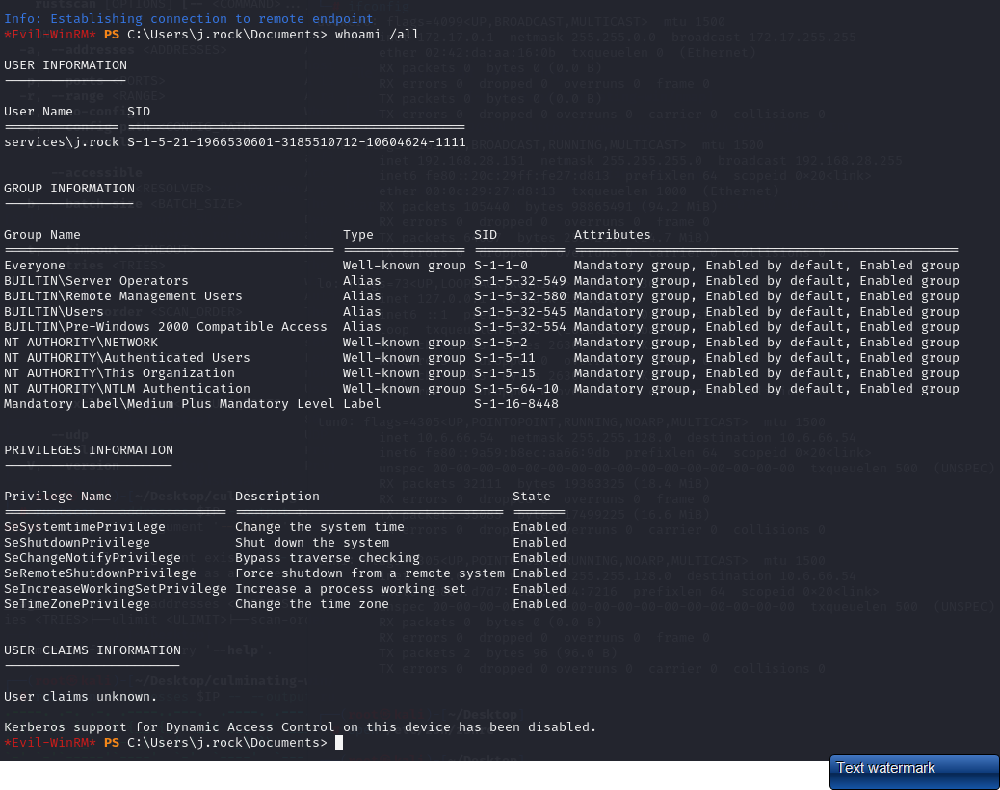 Info: Establishing connection to remote endpoint
*Evil-WinRM* PS C:\Users\j.rock\Documents> whoami /all
USER INFORMATION
----------------
User Name SID
============= ==============================================
services\j.rock S-1-5-21-1966530601-3185510712-10604624-1111
GROUP INFORMATION
-----------------
Group Name Type SID Attributes
========================================== ================ ============ ==================================================
Everyone Well-known group S-1-1-0 Mandatory group, Enabled by default, Enabled group
BUILTIN\Server Operators Alias S-1-5-32-549 Mandatory group, Enabled by default, Enabled group
BUILTIN\Remote Management Users Alias S-1-5-32-580 Mandatory group, Enabled by default, Enabled group
BUILTIN\Users Alias S-1-5-32-545 Mandatory group, Enabled by default, Enabled group
BUILTIN\Pre-Windows 2000 Compatible Access Alias S-1-5-32-554 Mandatory group, Enabled by default, Enabled group
NT AUTHORITY\NETWORK Well-known group S-1-5-2 Mandatory group, Enabled by default, Enabled group
NT AUTHORITY\Authenticated Users Well-known group S-1-5-11 Mandatory group, Enabled by default, Enabled group
NT AUTHORITY\This Organization Well-known group S-1-5-15 Mandatory group, Enabled by default, Enabled group
NT AUTHORITY\NTLM Authentication Well-known group S-1-5-64-10 Mandatory group, Enabled by default, Enabled group
Mandatory Label\Medium Plus Mandatory Level Label S-1-16-8448
PRIVILEGES INFORMATION
----------------------
Privilege Name Description State
============================= =================================== =======
SeSystemtimePrivilege Change the system time Enabled
SeShutdownPrivilege Shut down the system Enabled
SeChangeNotifyPrivilege Bypass traverse checking Enabled
SeRemoteShutdownPrivilege Force shutdown from a remote system Enabled
SeIncreaseWorkingSetPrivilege Increase a process working set Enabled
SeTimeZonePrivilege Change the time zone Enabled
USER CLAIMS INFORMATION
-----------------------
User claims unknown.
Kerberos support for Dynamic Access Control on this device has been disabled.
*Evil-WinRM* PS C:\Users\j.rock\Documents>
Text watermark